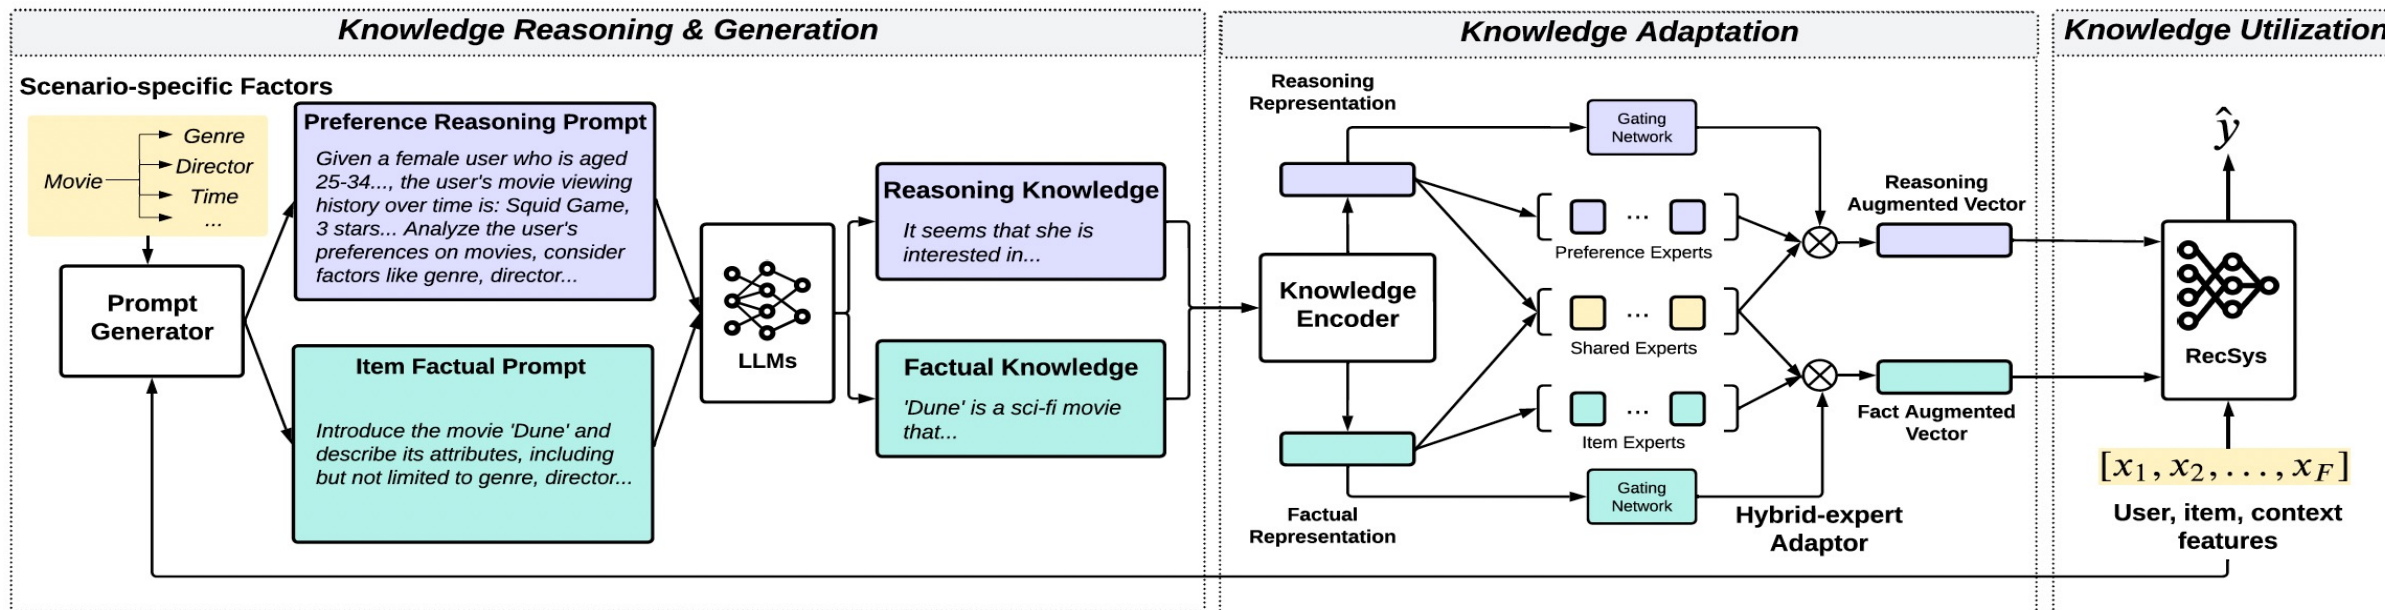 Knowledge Reasoning & Generation
Scenario-specific Factors
Movie
Genre
Director
Time
...
Prompt
Generator
Preference Reasoning Prompt
Given a female user who is aged
25-34..., the user's movie viewing
history over time is: Squid Game,
3 stars... Analyze the user's
preferences on movies, consider
factors like genre, director...
Item Factual Prompt
Introduce the movie 'Dune' and
describe its attributes, including
but not limited to genre, director...
LLMs
Reasoning Knowledge
It seems that she is
interested in...
Factual Knowledge
'Dune' is a sci-fi movie
that...
Knowledge Adaptation
Reasoning
Representation
Knowledge
Encoder
Factual
Representation
Gating
Network
...
Preference Experts
...
Shared Experts
...
Item Experts
Gating
Network
Hybrid-expert
Adaptor
Reasoning
Augmented Vector
Fact Augmented
Vector
Knowledge Utilization
ŷ
RecSys
[x₁, x₂, . . . , x_F]
User, item, context
features